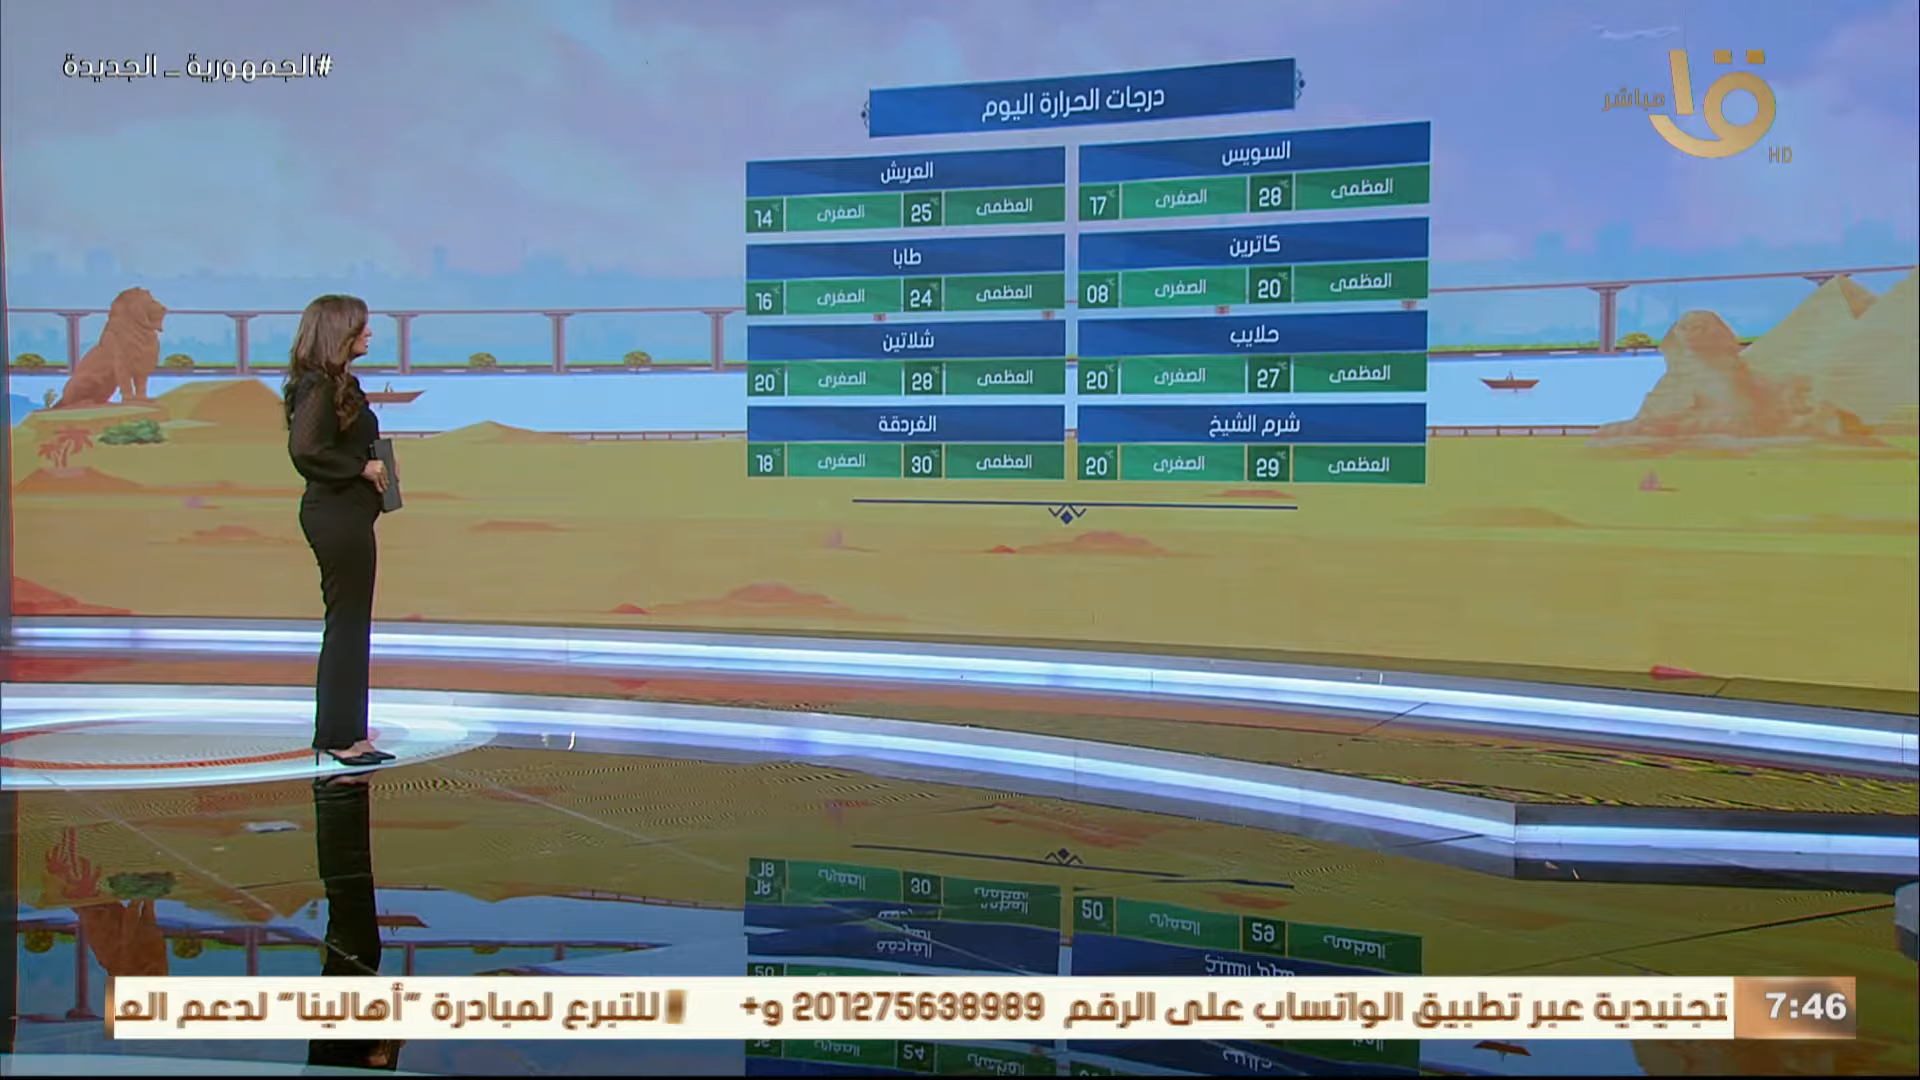 #الجمهورية _ الجديدة
مباشر
HD
درجات الحرارة اليوم
السويس
العظمى 28 الصغرى 17
العريش
العظمى 25 الصغرى 14
كاترين
العظمى 20 الصغرى 08
طابا
العظمى 24 الصغرى 16
حلايب
العظمى 27 الصغرى 20
شلاتين
العظمى 28 الصغرى 20
شرم الشيخ
العظمى 29 الصغرى 20
الغردقة
العظمى 30 الصغرى 18
تجنيدية عبر تطبيق الواتساب على الرقم 201275638989 و+ للتبرع لمبادرة "أهالينا" لدعم
7:46